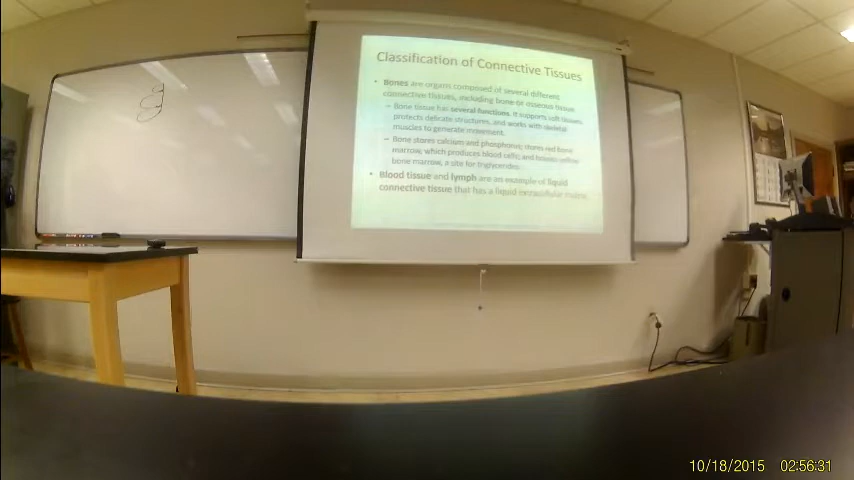 Classification of Connective Tissues
• Bones are organs composed of several different
connective tissues, including bone or osseous tissue.
– Bone tissue has several functions. It supports soft tissues,
protects delicate structures, and works with skeletal
muscles to generate movement.
– Bone stores calcium and phosphorus; stores red bone
marrow, which produces blood cells; and houses yellow
bone marrow, a site for triglycerides.
• Blood tissue and lymph are an example of liquid
connective tissue that has a liquid extracellular matrix.
10/18/2015 02:56:31